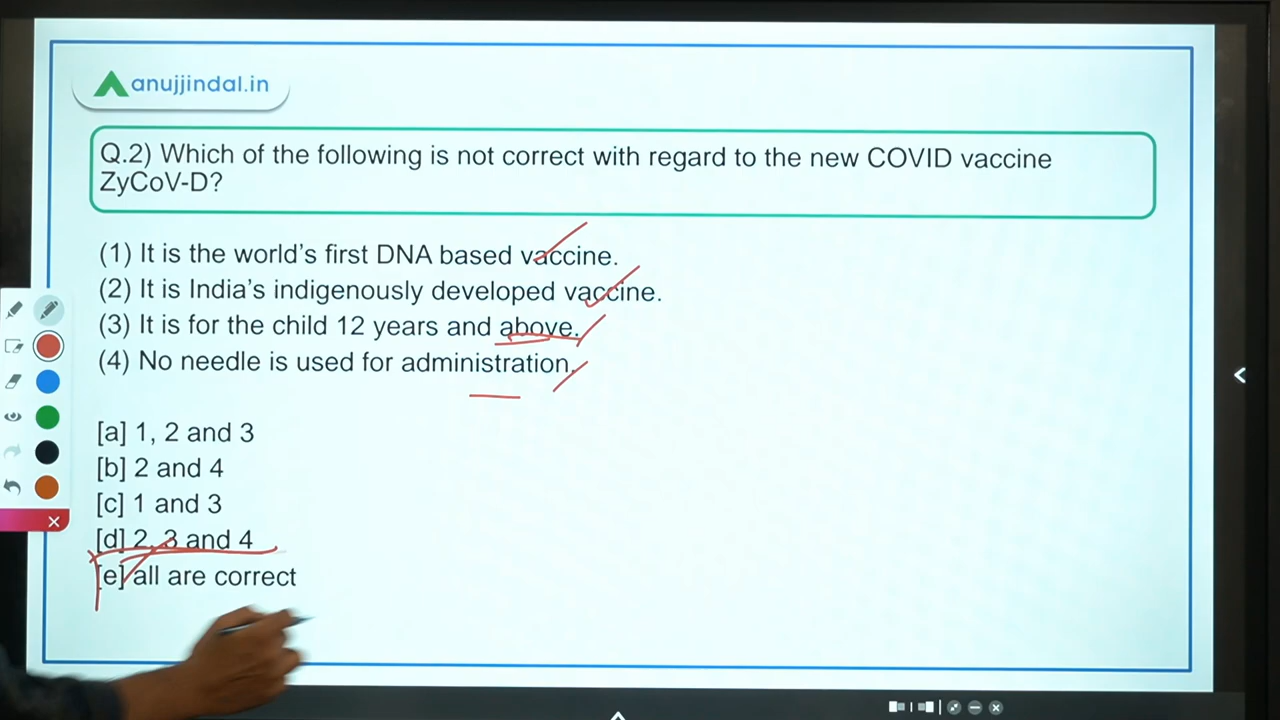 anujjindal.in
Q.2) Which of the following is not correct with regard to the new COVID vaccine
ZyCoV-D?
(1) It is the world’s first DNA based vaccine.
(2) It is India’s indigenously developed vaccine.
(3) It is for the child 12 years and above.
(4) No needle is used for administration.
[a] 1, 2 and 3
[b] 2 and 4
[c] 1 and 3
[d] 2, 3 and 4
[e] all are correct